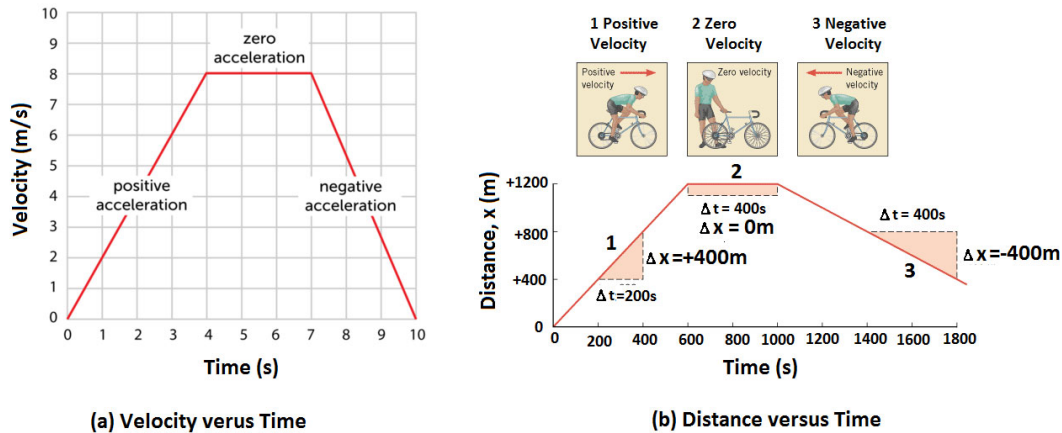 10
9
8
7
6
5
4
3
2
1
0
Velocity (m/s)
zero
acceleration
positive
acceleration
negative
acceleration
0 1 2 3 4 5 6 7 8 9 10
Time (s)
(a) Velocity verus Time
1 Positive
Velocity
2 Zero
Velocity
3 Negative
Velocity
Positive
velocity
Zero velocity
Negative
velocity
Distance, x (m)
+1200
+800
+400
0
1
Δt=200s
Δx=+400m
2
Δt= 400s
Δx = 0m
3
Δt= 400s
Δx=-400m
0 200 400 600 800 1000 1200 1400 1600 1800
Time (s)
(b) Distance versus Time